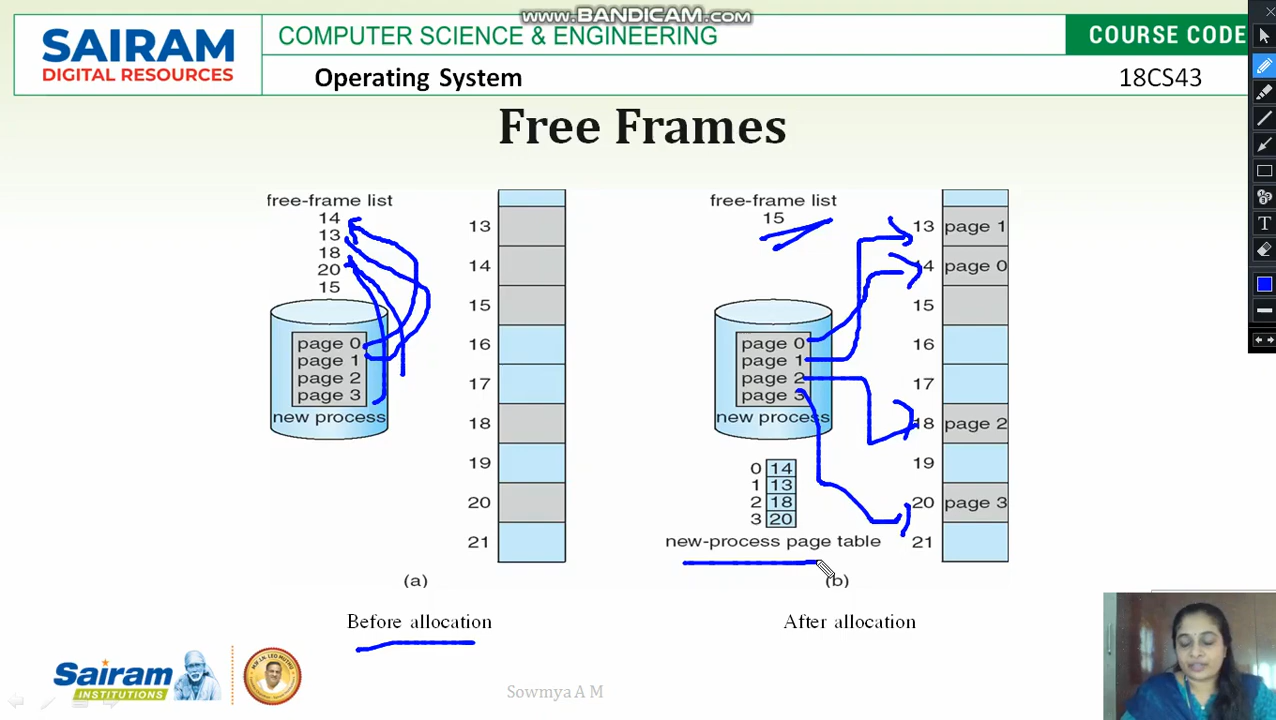 www.BANDICAM.com
SAIRAM
DIGITAL RESOURCES
COMPUTER SCIENCE & ENGINEERING
COURSE CODE
Operating System
18CS43
Free Frames
free-frame list
14
13
18
20
15
page 0
page 1
page 2
page 3
new process
13
14
15
16
17
18
19
20
21
(a)
Before allocation
free-frame list
15
page 0
page 1
page 2
page 3
new process
0 14
1 13
2 18
3 20
new-process page table
13 page 1
14 page 0
15
16
17
18 page 2
19
20 page 3
21
(b)
After allocation
Sairam
INSTITUTIONS
Sowmya A M